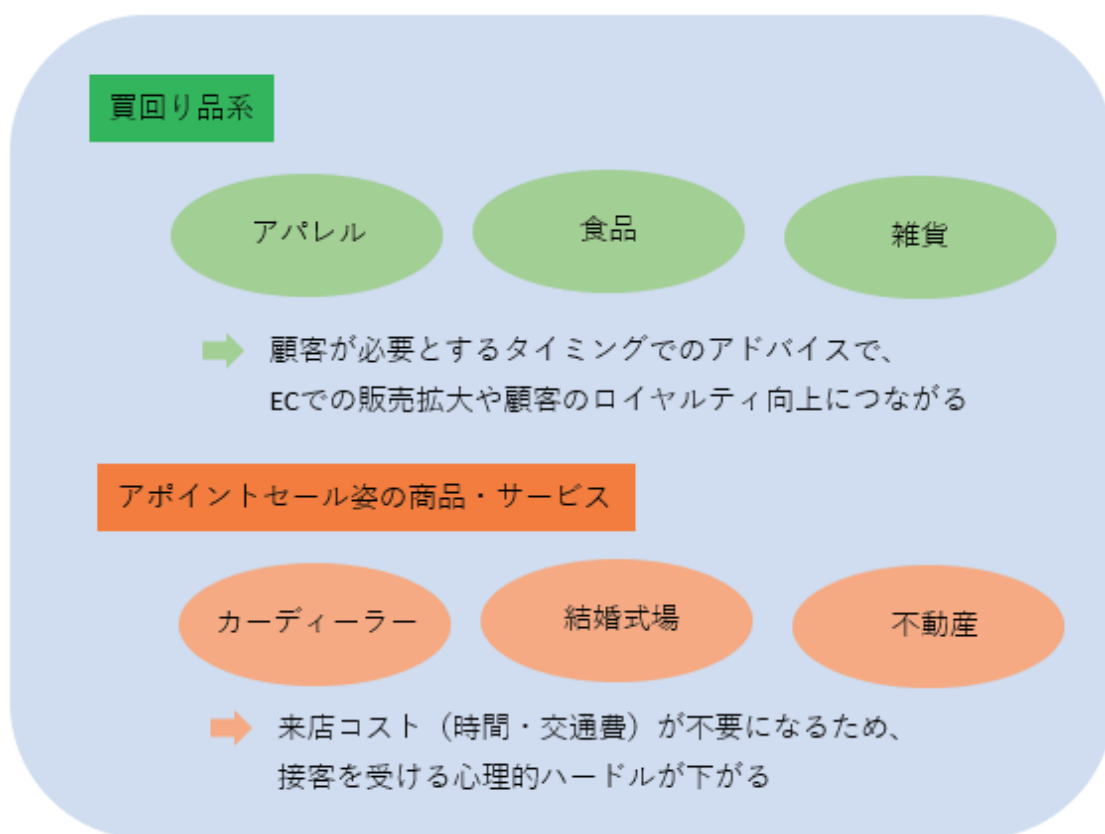 買回り品系
アパレル
食品
雑貨
顧客が必要とするタイミングでのアドバイスで、
ECでの販売拡大や顧客のロイヤルティ向上につながる
アポイントセール姿の商品・サービス
カーディーラー
結婚式場
不動産
来店コスト（時間・交通費）が不要になるため、
接客を受ける心理的ハードルが下がる